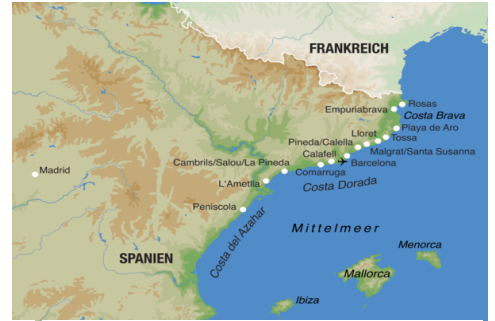 FRANKREICH
Rosas
Empuriabrava
Costa Brava
Playa de Aro
Lloret
Tossa
Pineda/Calella
Malgrat/Santa Susanna
Calafell
Barcelona
Cambrils/Salou/La Pineda
Comarruga
Madrid
L'Ametlla
Costa Dorada
Peniscola
Costa del Azahar
Mittelmeer
SPANIEN
Menorca
Mallorca
Ibiza